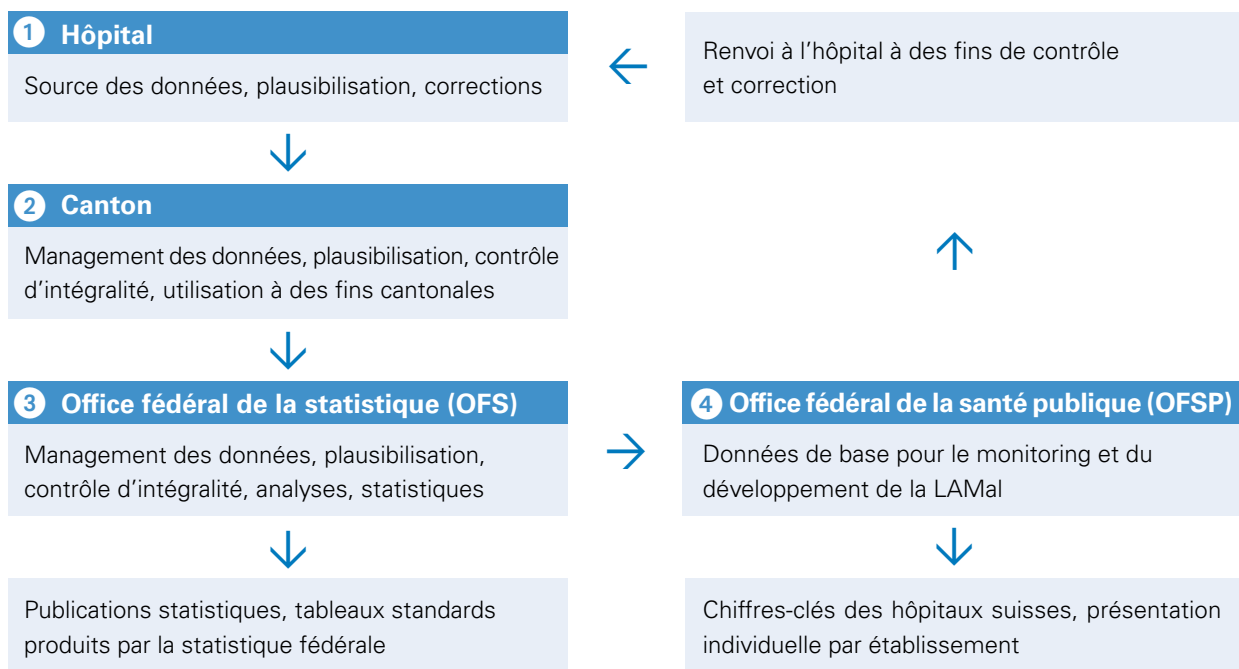 1 Hôpital
Source des données, plausibilisation, corrections
Renvoi à l'hôpital à des fins de contrôle
et correction
2 Canton
Management des données, plausibilisation, contrôle
d'intégralité, utilisation à des fins cantonales
3 Office fédéral de la statistique (OFS)
Management des données, plausibilisation,
contrôle d'intégralité, analyses, statistiques
4 Office fédéral de la santé publique (OFSP)
Données de base pour le monitoring et du
développement de la LAMal
Publications statistiques, tableaux standards
produits par la statistique fédérale
Chiffres-clés des hôpitaux suisses, présentation
individuelle par établissement